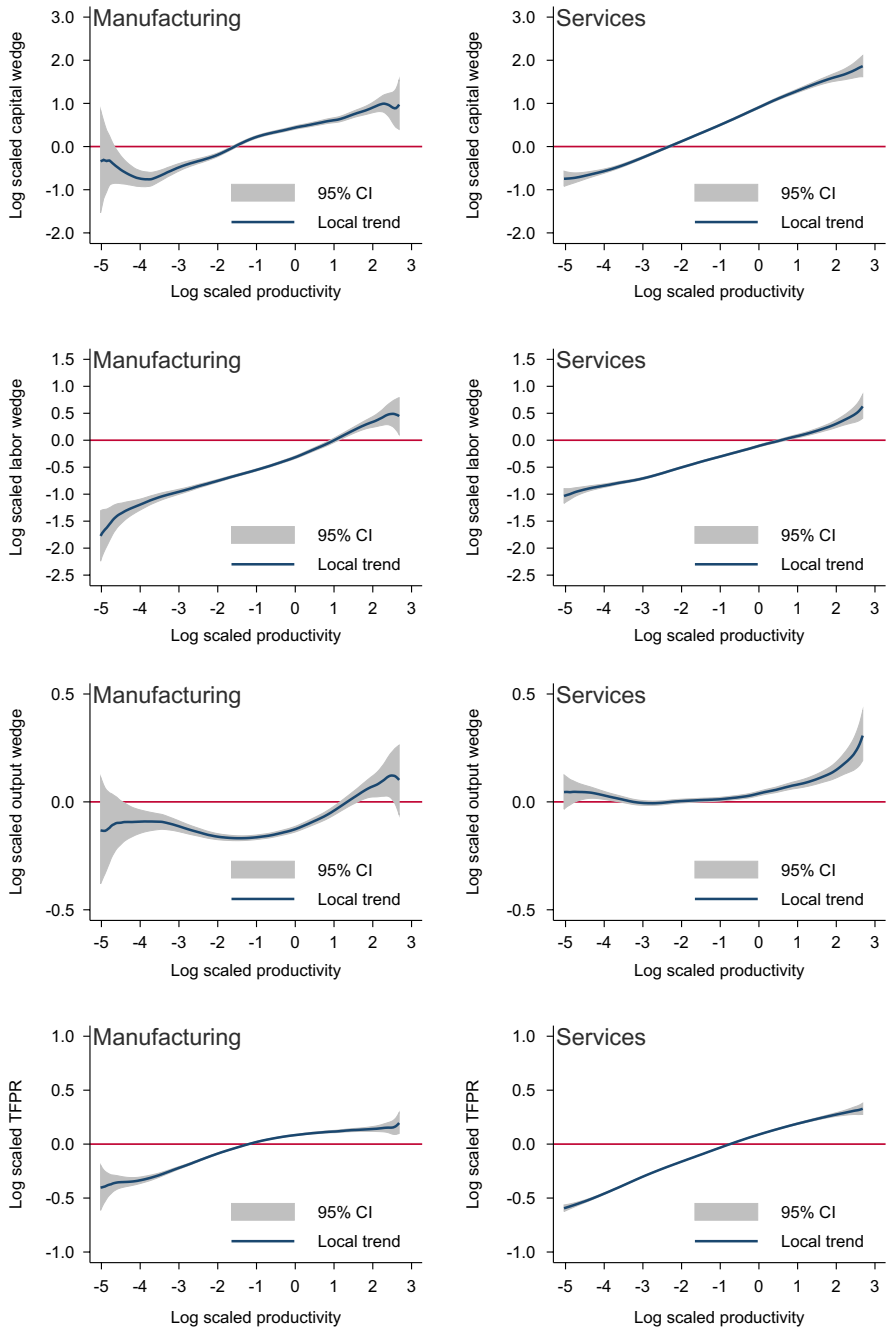 Manufacturing
Log scaled capital wedge
3.0
2.0
1.0
0.0
-1.0
-2.0
95% CI
Local trend
-5 -4 -3 -2 -1 0 1 2 3
Log scaled productivity
Services
Log scaled capital wedge
3.0
2.0
1.0
0.0
-1.0
-2.0
95% CI
Local trend
-5 -4 -3 -2 -1 0 1 2 3
Log scaled productivity
Manufacturing
Log scaled labor wedge
1.5
1.0
0.5
0.0
-0.5
-1.0
-1.5
-2.0
-2.5
95% CI
Local trend
-5 -4 -3 -2 -1 0 1 2 3
Log scaled productivity
Services
Log scaled labor wedge
1.5
1.0
0.5
0.0
-0.5
-1.0
-1.5
-2.0
-2.5
95% CI
Local trend
-5 -4 -3 -2 -1 0 1 2 3
Log scaled productivity
Manufacturing
Log scaled output wedge
0.5
0.0
-0.5
95% CI
Local trend
-5 -4 -3 -2 -1 0 1 2 3
Log scaled productivity
Services
Log scaled output wedge
0.5
0.0
-0.5
95% CI
Local trend
-5 -4 -3 -2 -1 0 1 2 3
Log scaled productivity
Manufacturing
Log scaled TFPR
1.0
0.5
0.0
-0.5
-1.0
95% CI
Local trend
-5 -4 -3 -2 -1 0 1 2 3
Log scaled productivity
Services
Log scaled TFPR
1.0
0.5
0.0
-0.5
-1.0
95% CI
Local trend
-5 -4 -3 -2 -1 0 1 2 3
Log scaled productivity